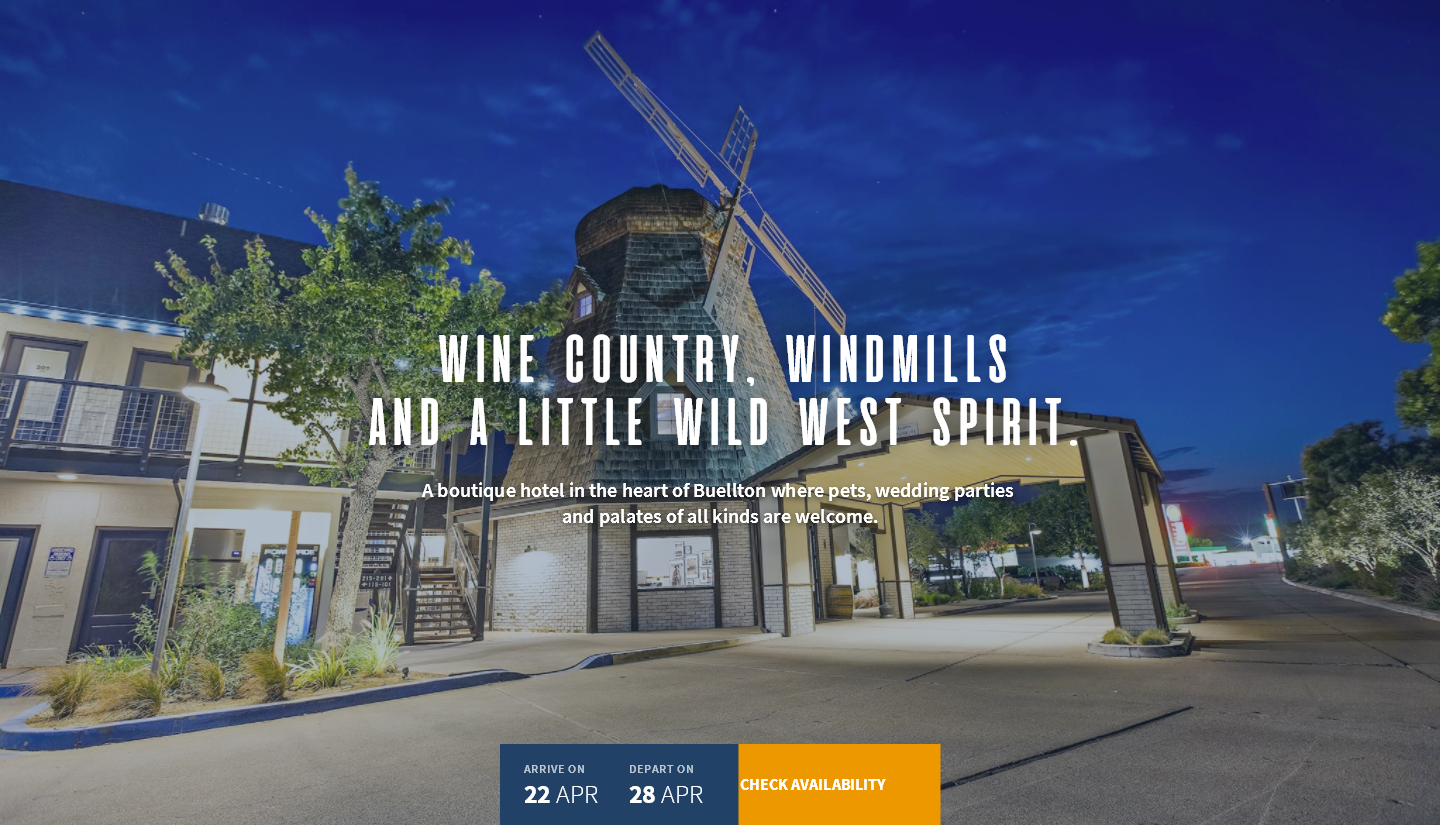 WINE COUNTRY, WINDMILLS
AND A LITTLE WILD WEST SPIRIT.
A boutique hotel in the heart of Buellton where pets, wedding parties
and palates of all kinds are welcome.
POWERADE
ARRIVE ON
22 APR
DEPART ON
28 APR
CHECK AVAILABILITY